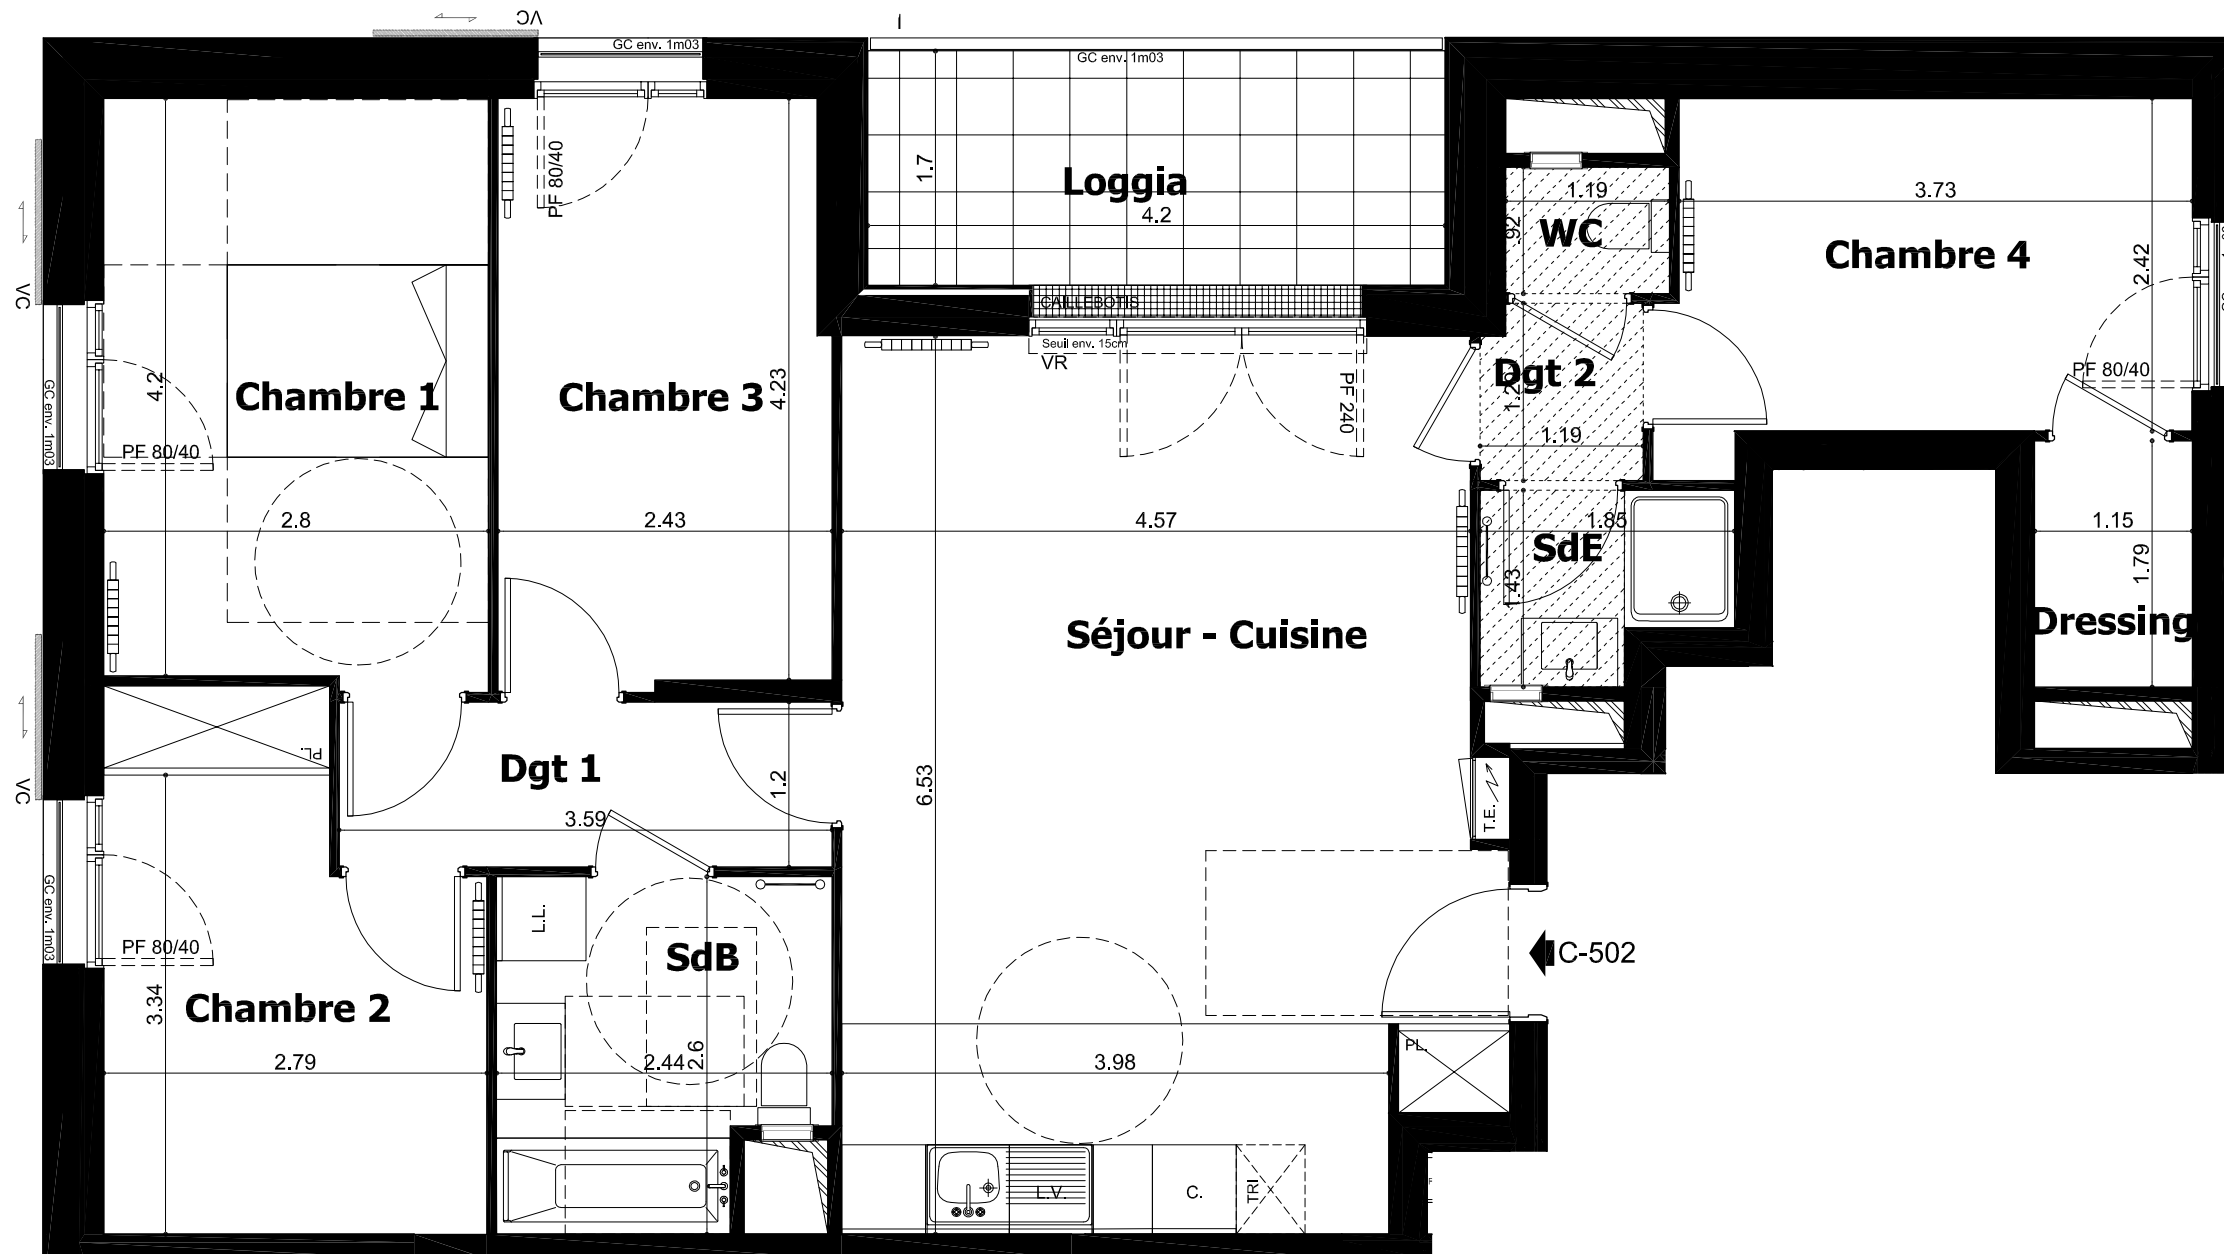 VC
GC env. 1m03
GC env. 1m03
PF 80/40
1.7
Loggia
4.2
1.19
.92
WC
3.73
Chambre 4
2.42
VC
CAILLEBOTIS
Seuil env. 15cm
VR
PF 240
4.2
Chambre 1
Chambre 3
4.23
Dgt 2
PF 80/40
GC env. 1m03
PF 80/40
1.19
2.8
2.43
4.57
1.85
1.15
SdE
1.43
1.79
Séjour - Cuisine
Dressing
PL.
VC
Dgt 1
1.2
6.53
3.59
T.E.
GC env. 1m03
PF 80/40
L.L.
SdB
C-502
3.34
Chambre 2
2.79
2.44
2.6
3.98
PL.
L.V.
C.
TRI